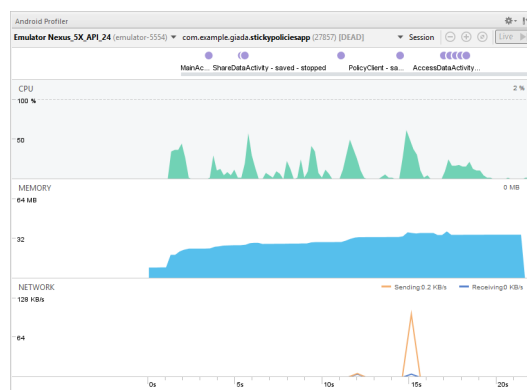 Android Profiler
Emulator Nexus_5X_API_24 (emulator-5554) com.example.giada.stickypoliciesapp (27857) [DEAD] Session Live
MainAc... ShareDataActivity - saved - stopped PolicyClient - sa... AccessDataActivity...
CPU 2 %
100 %
50
MEMORY 0 MB
64 MB
32
NETWORK Sending:0.2 KB/s Receiving:0 KB/s
128 KB/s
64
0s 5s 10s 15s 20s